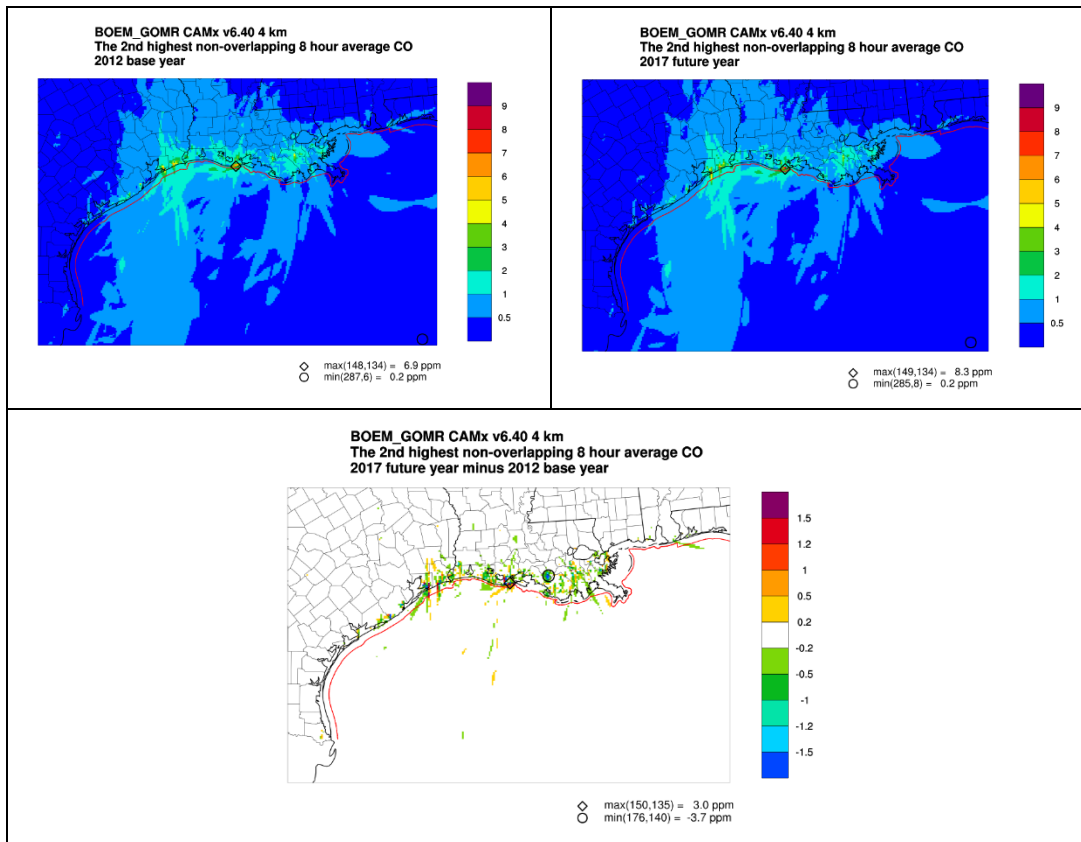 BOEM_GOMR CAMx v6.40 4 km
The 2nd highest non-overlapping 8 hour average CO
2012 base year
9
8
7
6
5
4
3
2
1
0.5
max(148,134) = 6.9 ppm
min(287,6) = 0.2 ppm
BOEM_GOMR CAMx v6.40 4 km
The 2nd highest non-overlapping 8 hour average CO
2017 future year
9
8
7
6
5
4
3
2
1
0.5
max(149,134) = 8.3 ppm
min(285,8) = 0.2 ppm
BOEM_GOMR CAMx v6.40 4 km
The 2nd highest non-overlapping 8 hour average CO
2017 future year minus 2012 base year
1.5
1.2
1
0.5
0.2
-0.2
-0.5
-1
-1.2
-1.5
max(150,135) = 3.0 ppm
min(176,140) = -3.7 ppm